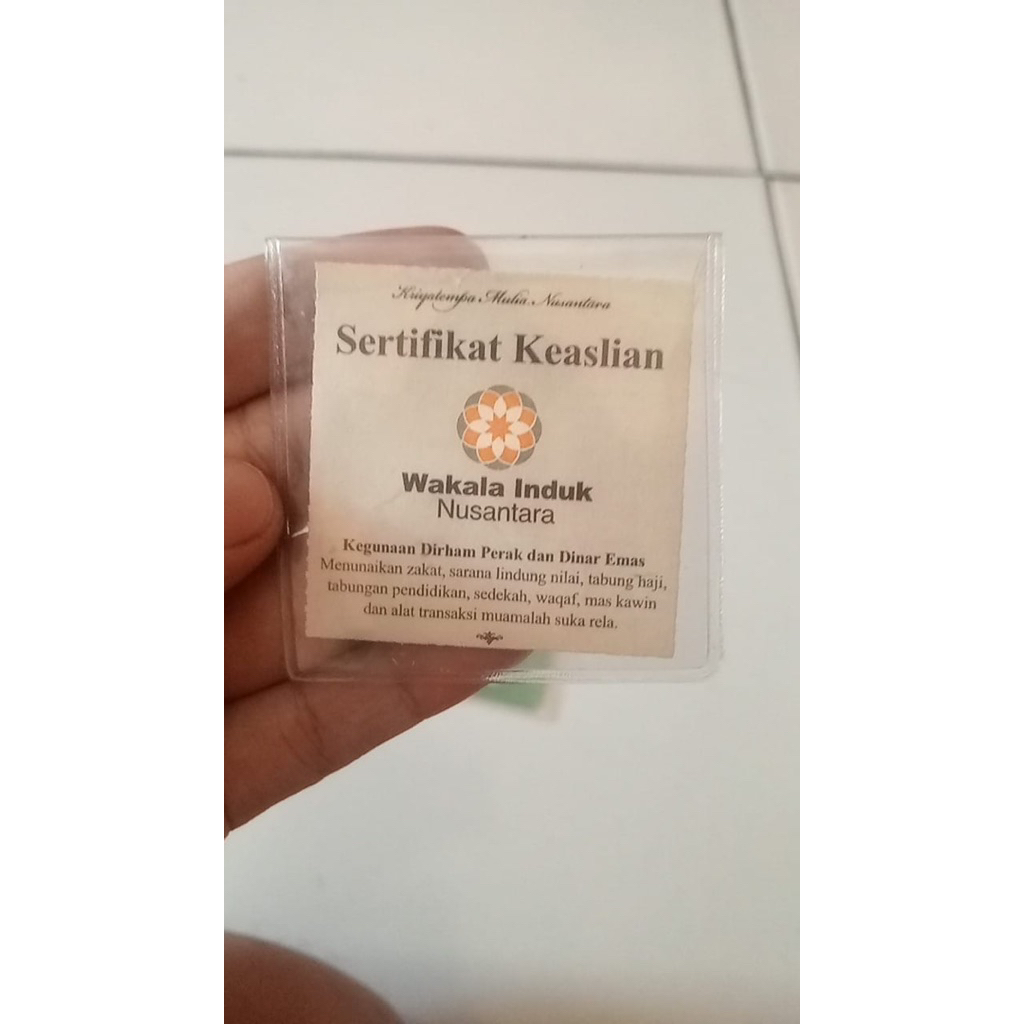 Kriyatempa Mulia Nusantara
Sertifikat Keaslian
Wakala Induk
Nusantara
Kegunaan Dirham Perak dan Dinar Emas
Menunaikan zakat, sarana lindung nilai, tabung haji,
tabungan pendidikan, sedekah, waqaf, mas kawin
dan alat transaksi muamalah suka rela.